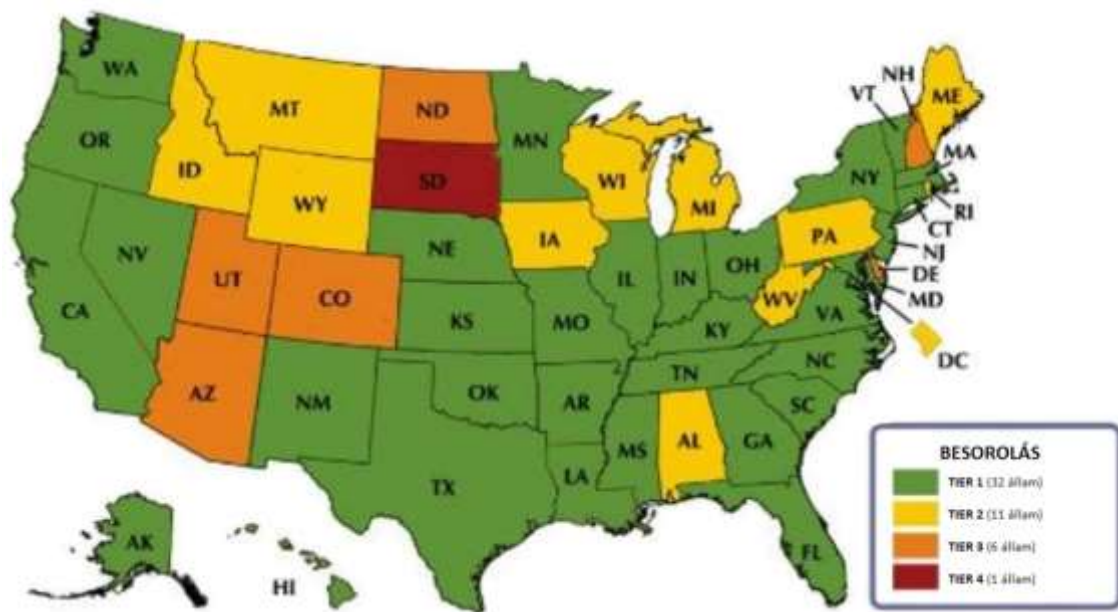 WA
MT
ND
OR
MN
ID
SD
WI
WY
MI
NH
VT
ME
MA
NY
RI
CT
IA
PA
NJ
NE
DE
NV
OH
MD
IL
IN
UT
WV
CO
VA
CA
KS
MO
KY
DC
NC
TN
AZ
OK
NM
AR
SC
MS
AL
GA
LA
TX
FL
AK
HI
BESOROLÁS
TIER 1 (32 állam)
TIER 2 (11 állam)
TIER 3 (6 állam)
TIER 4 (1 állam)